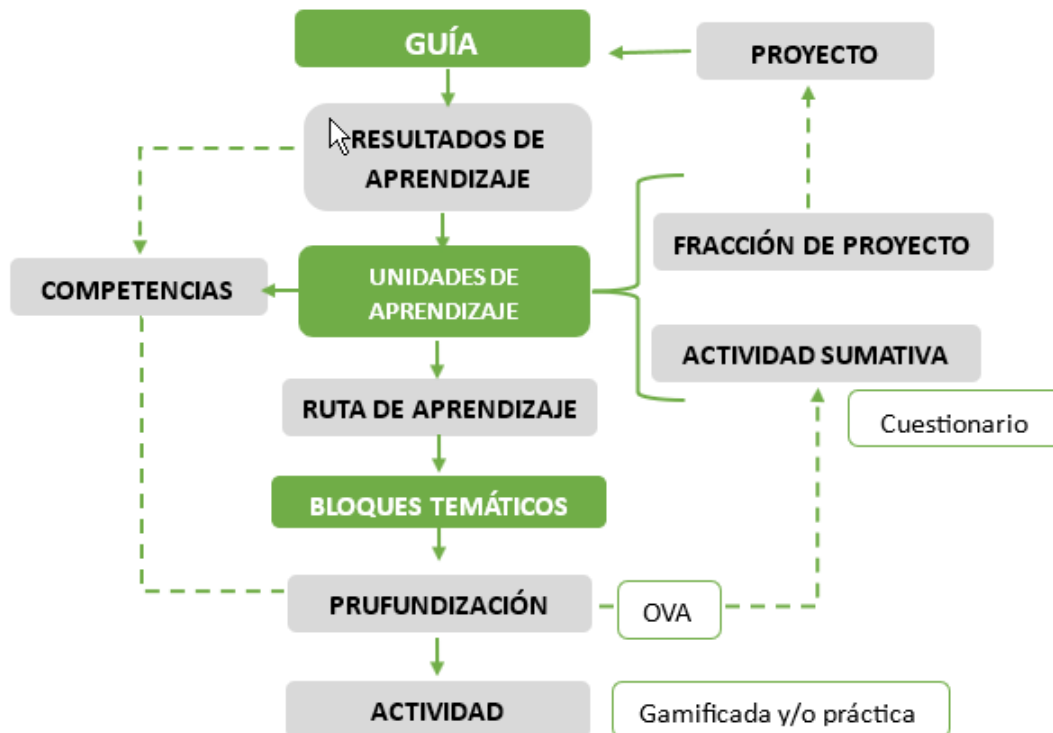 GUÍA
PROYECTO
RESULTADOS DE
APRENDIZAJE
FRACCIÓN DE PROYECTO
COMPETENCIAS
UNIDADES DE
APRENDIZAJE
ACTIVIDAD SUMATIVA
RUTA DE APRENDIZAJE
Cuestionario
BLOQUES TEMÁTICOS
PRUFUNDIZACIÓN
OVA
ACTIVIDAD
Gamificada y/o práctica